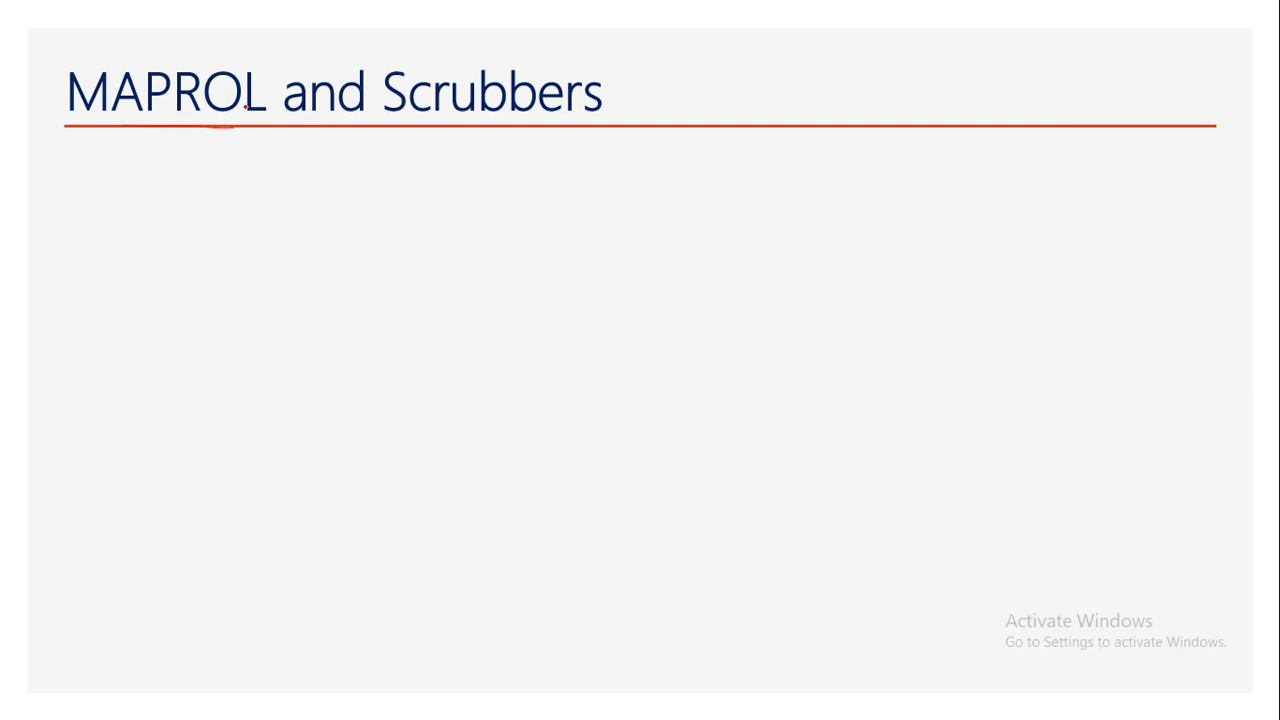 MAPROL and Scrubbers
Activate Windows
Go to Settings to activate Windows.